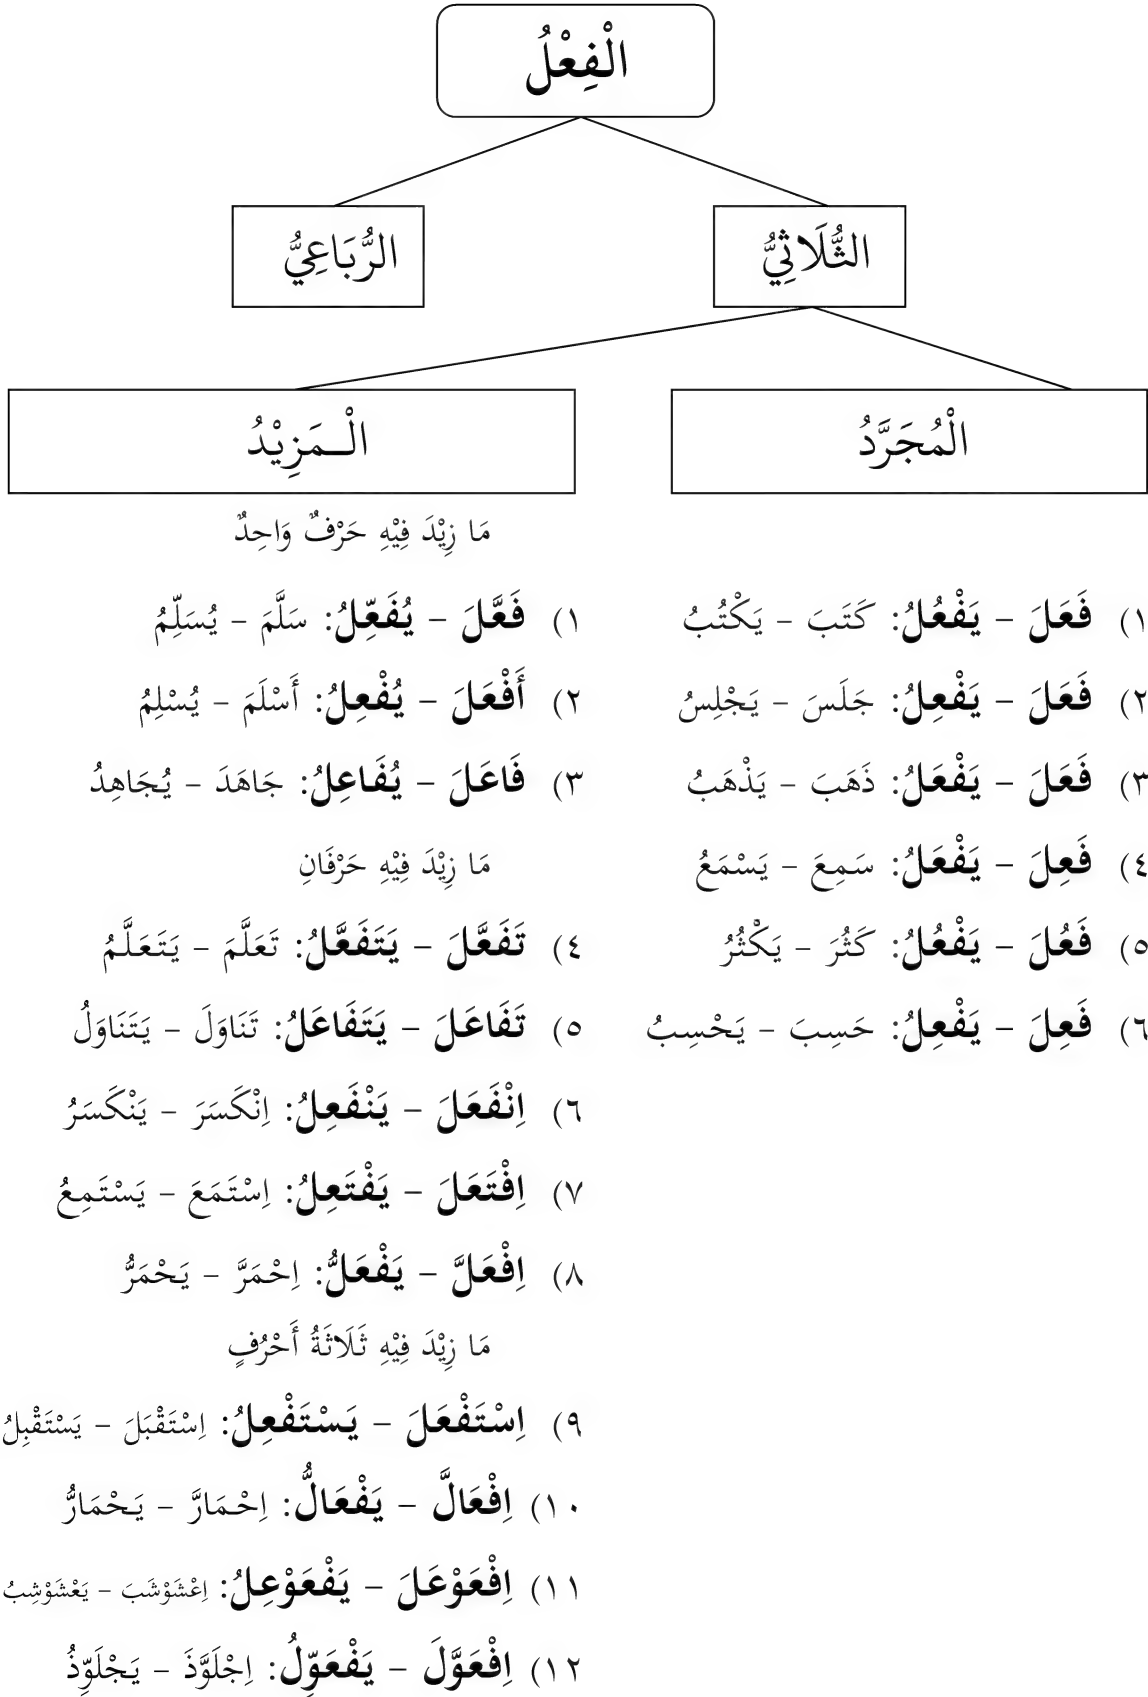 الْفِعْلُ
الثُّلَاثِيُّ
الرُّبَاعِيُّ
الْمُجَرَّدُ
١) فَعَلَ – يَفْعُلُ: كَتَبَ – يَكْتُبُ
٢) فَعَلَ – يَفْعِلُ: جَلَسَ – يَجْلِسُ
٣) فَعَلَ – يَفْعَلُ: ذَهَبَ – يَذْهَبُ
٤) فَعِلَ – يَفْعَلُ: سَمِعَ – يَسْمَعُ
٥) فَعُلَ – يَفْعُلُ: كَثُرَ – يَكْثُرُ
٦) فَعِلَ – يَفْعِلُ: حَسِبَ – يَحْسِبُ
الْـمَزِيْدُ
مَا زِيْدَ فِيْهِ حَرْفٌ وَاحِدٌ
١) فَعَّلَ – يُفَعِّلُ: سَلَّمَ – يُسَلِّمُ
٢) أَفْعَلَ – يُفْعِلُ: أَسْلَمَ – يُسْلِمُ
٣) فَاعَلَ – يُفَاعِلُ: جَاهَدَ – يُجَاهِدُ
مَا زِيْدَ فِيْهِ حَرْفَانِ
٤) تَفَعَّلَ – يَتَفَعَّلُ: تَعَلَّمَ – يَتَعَلَّمُ
٥) تَفَاعَلَ – يَتَفَاعَلُ: تَنَاوَلَ – يَتَنَاوَلُ
٦) اِنْفَعَلَ – يَنْفَعِلُ: اِنْكَسَرَ – يَنْكَسَرُ
٧) اِفْتَعَلَ – يَفْتَعِلُ: اِسْتَمَعَ – يَسْتَمِعُ
٨) اِفْعَلَّ – يَفْعَلُّ: اِحْمَرَّ – يَحْمَرُّ
مَا زِيْدَ فِيْهِ ثَلَاثَةُ أَحْرُفٍ
٩) اِسْتَفْعَلَ – يَسْتَفْعِلُ: اِسْتَقْبَلَ – يَسْتَقْبِلُ
١٠) اِفْعَالَّ – يَفْعَالُّ: اِحْمَارَّ – يَحْمَارُّ
١١) اِفْعَوْعَلَ – يَفْعَوْعِلُ: اِعْشَوْشَبَ – يَعْشَوْشِبُ
١٢) اِفْعَوَّلَ – يَفْعَوِّلُ: اِجْلَوَّذَ – يَجْلَوِّذُ